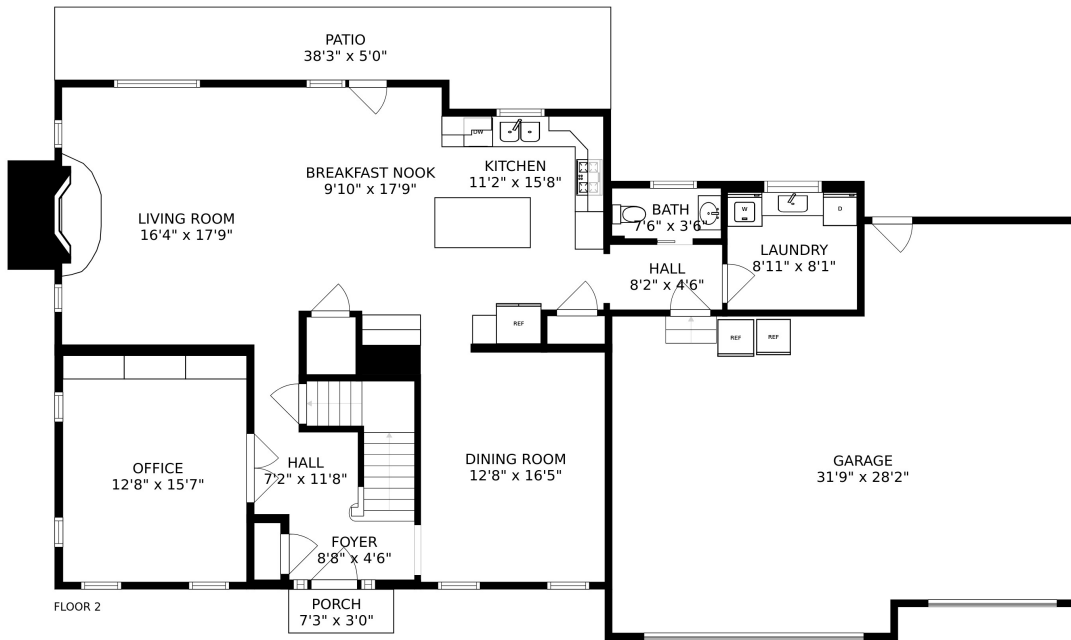 PATIO
38'3" x 5'0"
BREAKFAST NOOK
9'10" x 17'9"
DW
KITCHEN
11'2" x 15'8"
LIVING ROOM
16'4" x 17'9"
BATH
7'6" x 3'6"
W
D
LAUNDRY
8'11" x 8'1"
HALL
8'2" x 4'6"
REF
REF
REF
OFFICE
12'8" x 15'7"
HALL
7'2" x 11'8"
DINING ROOM
12'8" x 16'5"
GARAGE
31'9" x 28'2"
FOYER
8'8" x 4'6"
PORCH
7'3" x 3'0"
FLOOR 2